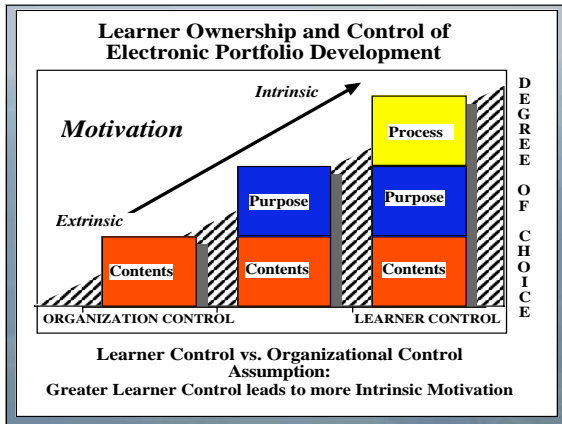 Learner Ownership and Control of
Electronic Portfolio Development
Intrinsic
Motivation
Process
Purpose
Purpose
Extrinsic
Contents
Contents
Contents
DEGREE OF CHOICE
ORGANIZATION CONTROL
LEARNER CONTROL
Learner Control vs. Organizational Control
Assumption:
Greater Learner Control leads to more Intrinsic Motivation